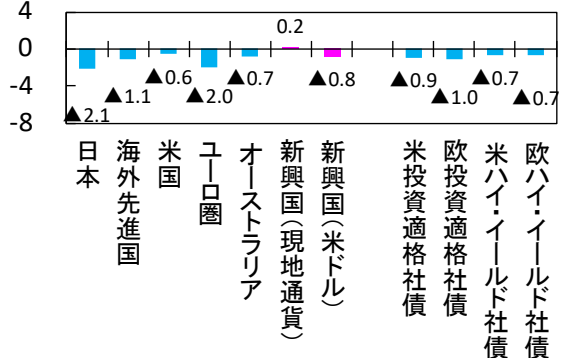 4
0
-4
-8
▲2.1
▲1.1
▲0.6
▲2.0
▲0.7
0.2
▲0.8
▲0.9
▲1.0
▲0.7
▲0.7
日本
海外先進国
米国
ユーロ圏
オーストラリア
新興国（現地通貨）
新興国（米ドル）
米投資適格社債
欧投資適格社債
米ハイ・イールド社債
欧ハイ・イールド社債